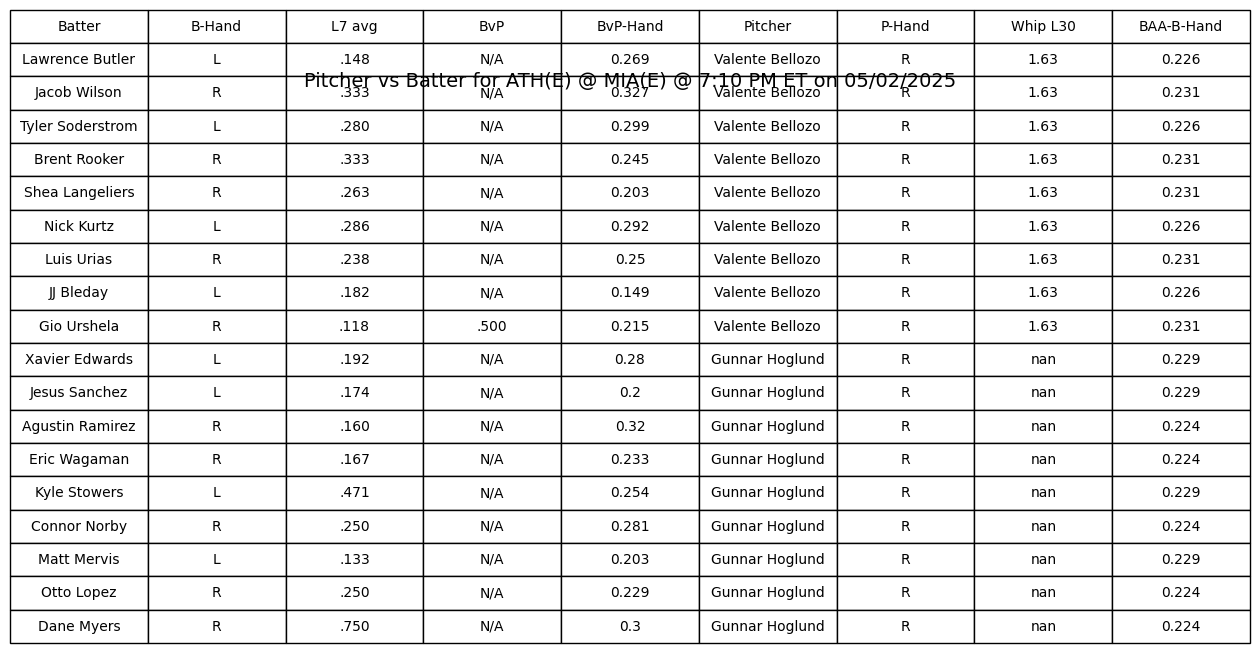 Batter B-Hand L7 avg BvP BvP-Hand Pitcher P-Hand Whip L30 BAA-B-Hand
Lawrence Butler L .148 N/A 0.269 Valente Bellozo R 1.63 0.226
Pitcher vs Batter for ATH(E) @ MIA(E) @ 7:10 PM ET on 05/02/2025
Jacob Wilson R .333 N/A 0.327 Valente Bellozo R 1.63 0.231
Tyler Soderstrom L .280 N/A 0.299 Valente Bellozo R 1.63 0.226
Brent Rooker R .333 N/A 0.245 Valente Bellozo R 1.63 0.231
Shea Langeliers R .263 N/A 0.203 Valente Bellozo R 1.63 0.231
Nick Kurtz L .286 N/A 0.292 Valente Bellozo R 1.63 0.226
Luis Urias R .238 N/A 0.25 Valente Bellozo R 1.63 0.231
JJ Bleday L .182 N/A 0.149 Valente Bellozo R 1.63 0.226
Gio Urshela R .118 .500 0.215 Valente Bellozo R 1.63 0.231
Xavier Edwards L .192 N/A 0.28 Gunnar Hoglund R nan 0.229
Jesus Sanchez L .174 N/A 0.2 Gunnar Hoglund R nan 0.229
Agustin Ramirez R .160 N/A 0.32 Gunnar Hoglund R nan 0.224
Eric Wagaman R .167 N/A 0.233 Gunnar Hoglund R nan 0.224
Kyle Stowers L .471 N/A 0.254 Gunnar Hoglund R nan 0.229
Connor Norby R .250 N/A 0.281 Gunnar Hoglund R nan 0.224
Matt Mervis L .133 N/A 0.203 Gunnar Hoglund R nan 0.229
Otto Lopez R .250 N/A 0.229 Gunnar Hoglund R nan 0.224
Dane Myers R .750 N/A 0.3 Gunnar Hoglund R nan 0.224